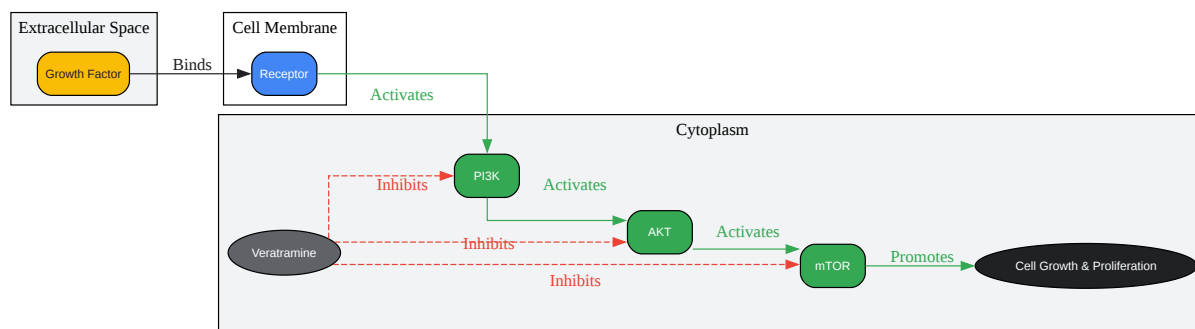 Extracellular Space
Cell Membrane
Growth Factor
Binds
Receptor
Activates
Cytoplasm
PI3K
Inhibits
Activates
AKT
Activates
Inhibits
Veratramine
mTOR
Promotes
Cell Growth & Proliferation
Inhibits